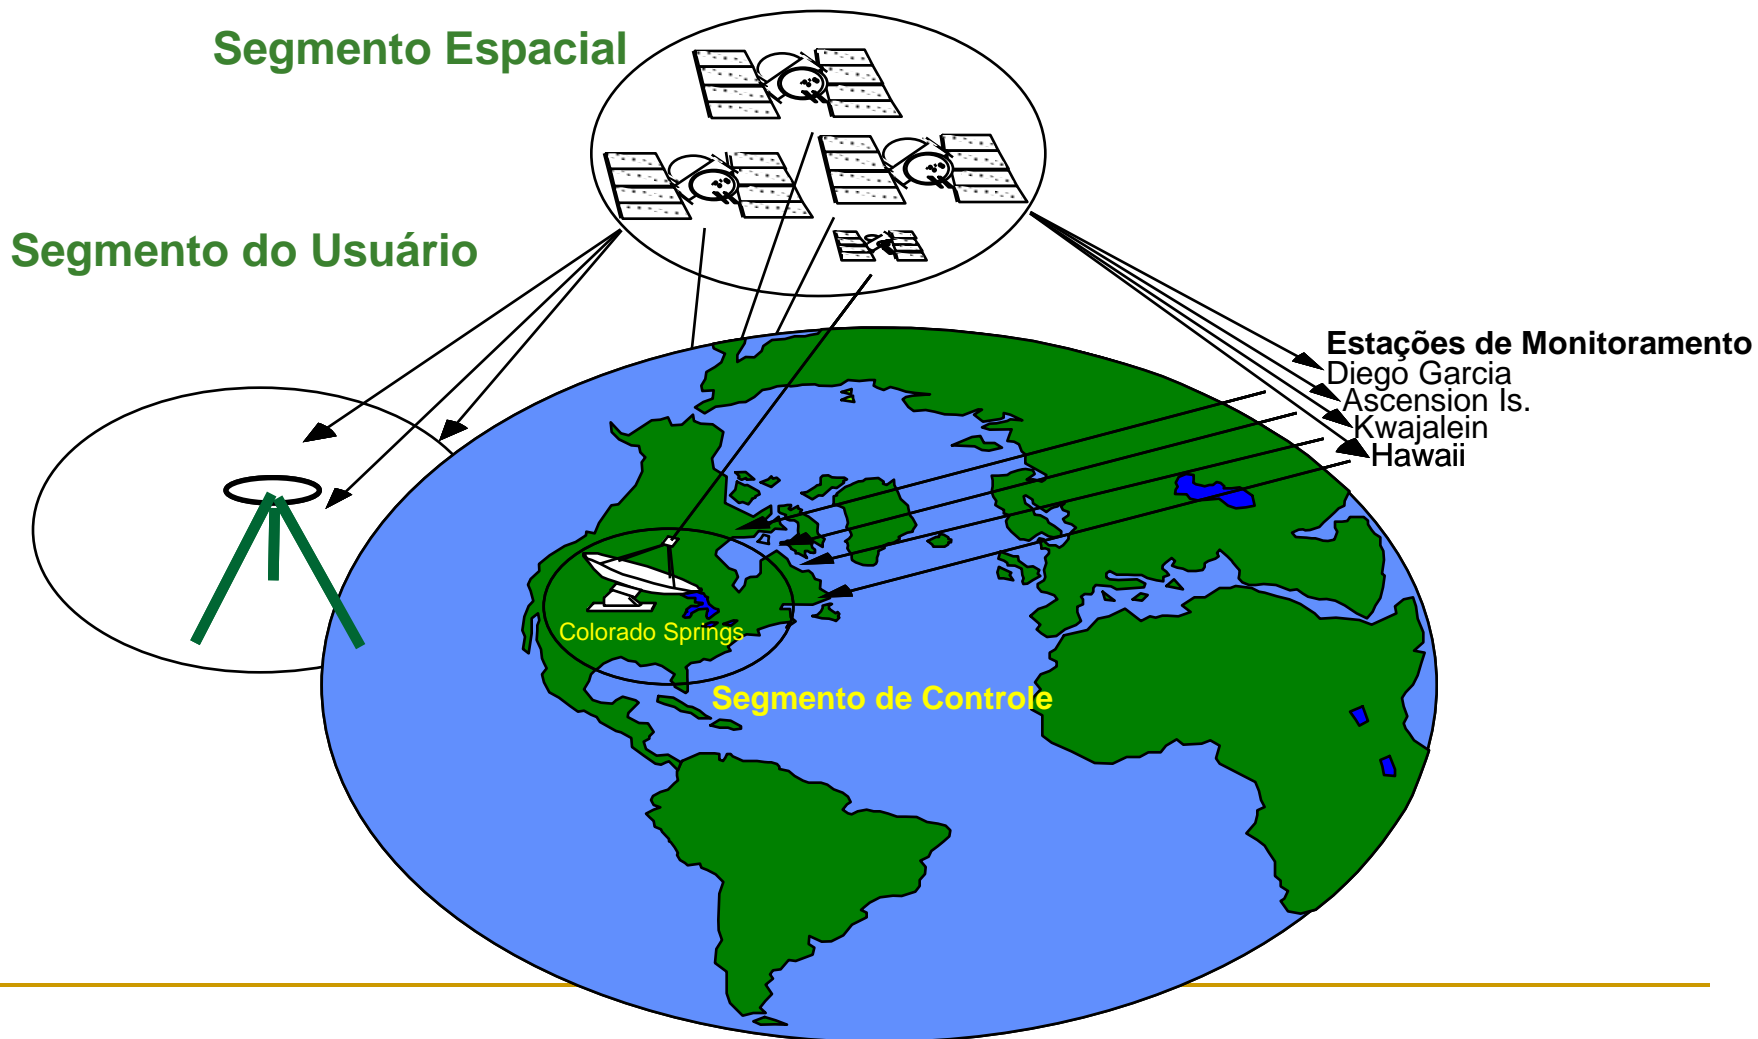 Segmento Espacial
Segmento do Usuário
Estações de Monitoramento
Diego Garcia
Ascension Is.
Kwajalein
Hawaii
Colorado Springs
Segmento de Controle